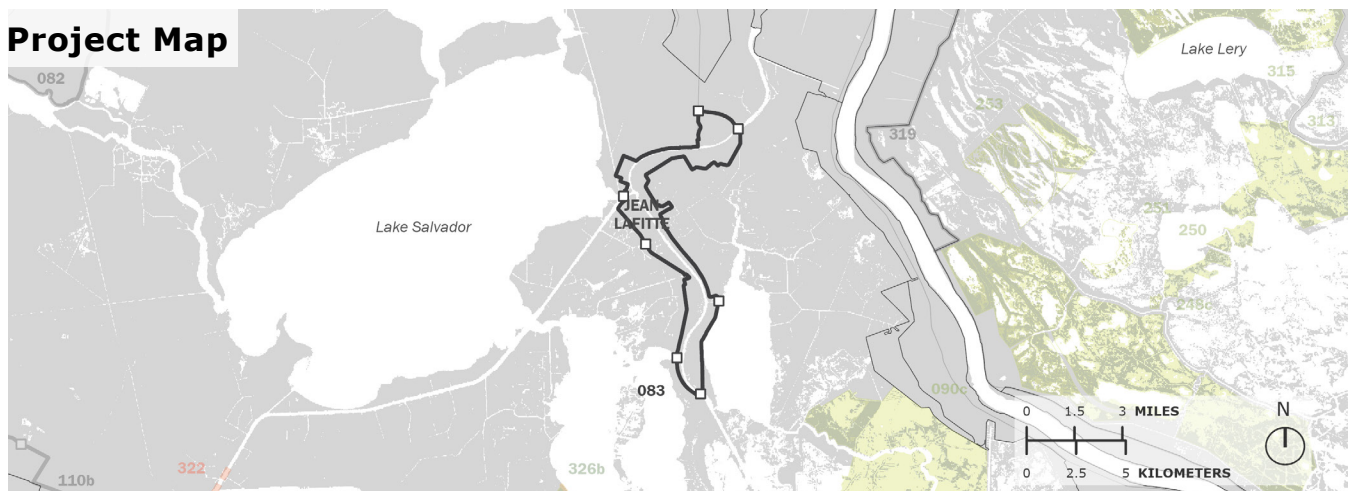 Project Map
082
Lake Salvador
JEAN
LAFITTE
083
322
110b
326b
319
253
Lake Lery
315
313
251
250
248c
090c
0 1.5 3 MILES
0 2.5 5 KILOMETERS
N